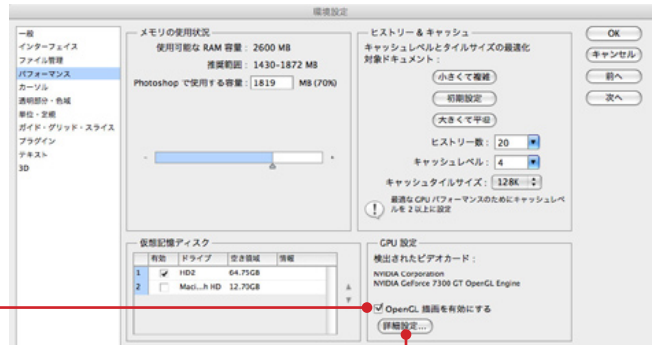 環境設定
一般
インターフェイス
ファイル管理
パフォーマンス
カーソル
透明部分・色域
単位・定規
ガイド・グリッド・スライス
プラグイン
テキスト
3D
メモリの使用状況
使用可能な RAM 容量：2600 MB
推奨範囲：1430-1872 MB
Photoshop で使用する容量：1819 MB (70%)
- +
ヒストリー & キャッシュ
キャッシュレベルとタイルサイズの最適化
対象ドキュメント：
小さくて複雑
初期設定
大きくて平坦
ヒストリー数：20
キャッシュレベル：4
キャッシュタイルサイズ：128K
最適な GPU パフォーマンスのためにキャッシュレベ
ルを 2 以上に設定
OK
キャンセル
前へ
次へ
仮想記憶ディスク
有効 ドライブ 空き領域 情報
1 HD2 64.75GB
2 Maci...h HD 12.70GB
GPU 設定
検出されたビデオカード：
NVIDIA Corporation
NVIDIA GeForce 7300 GT OpenGL Engine
OpenGL 描画を有効にする
詳細設定...